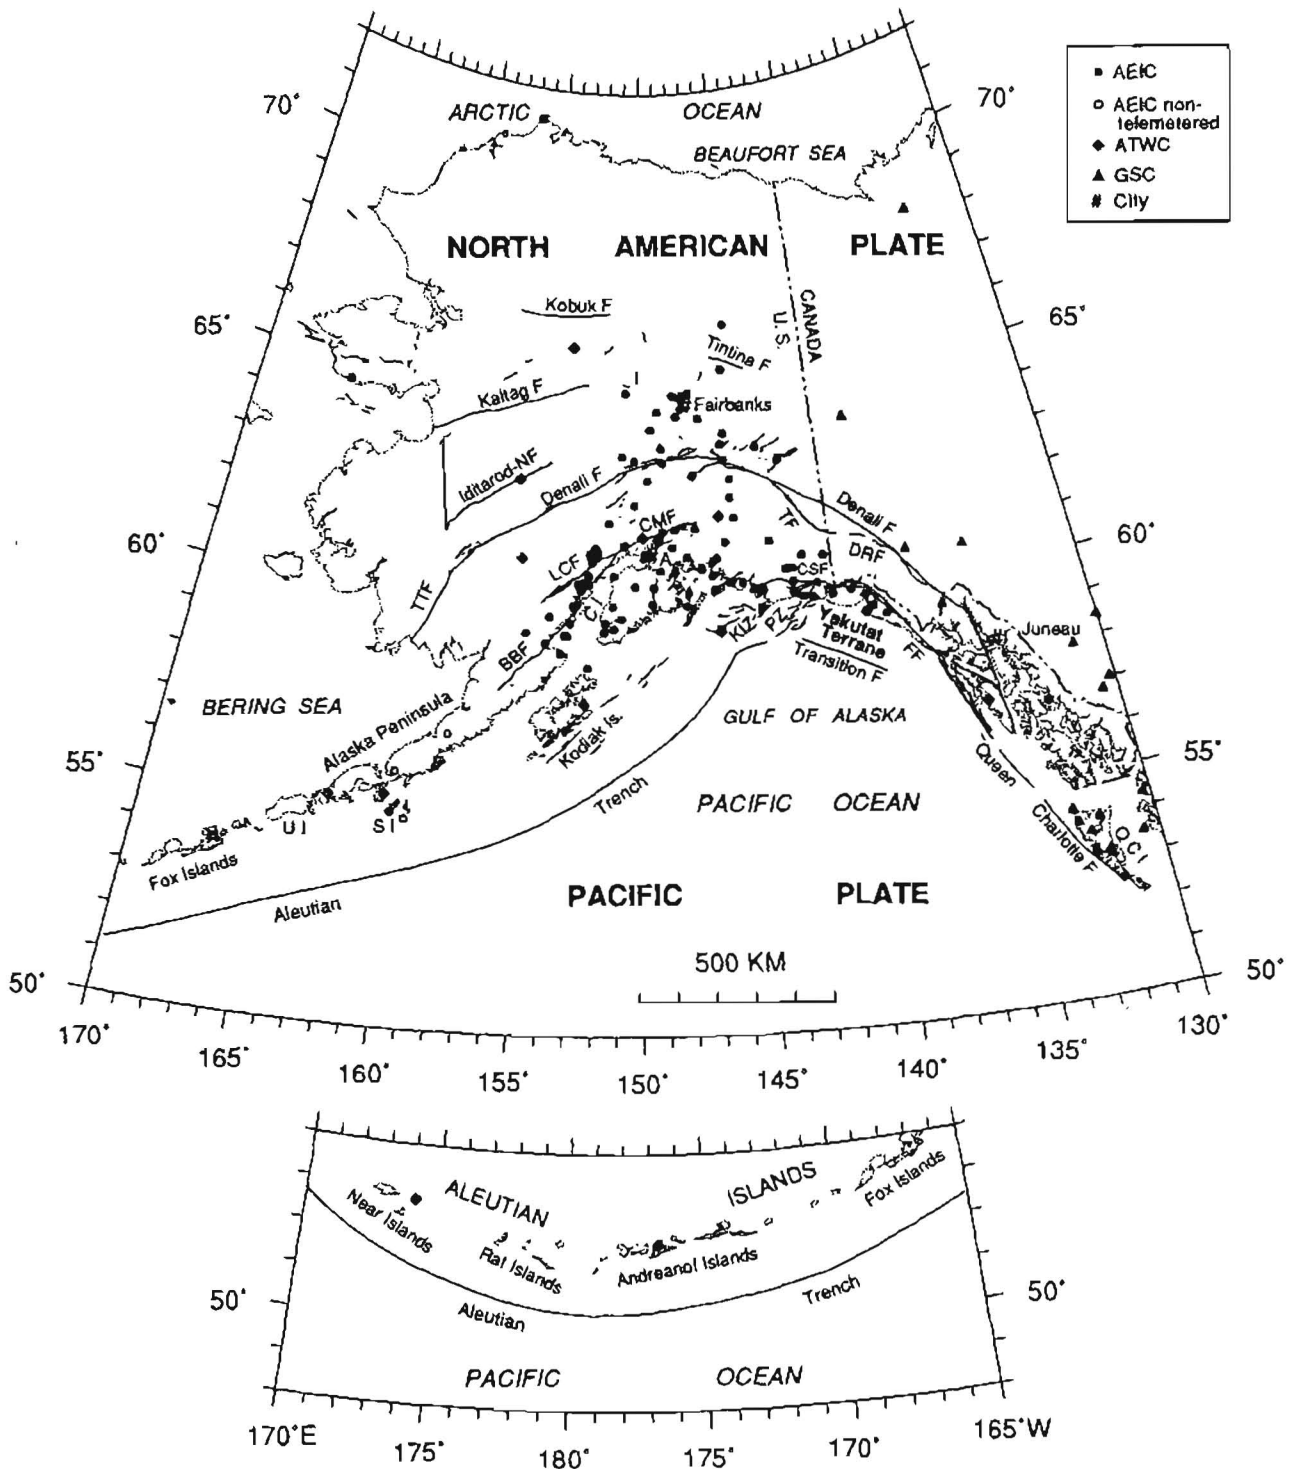 AEIC
AEIC non-
telemetered
ATWC
GSC
# City
70°
70°
ARCTIC OCEAN
BEAUFORT SEA
NORTH AMERICAN PLATE
Kobuk F
CANADA
U.S.
65°
65°
Tintina F
Kaltag F
Fairbanks
Iditarod-NF
Denali F
Denali F
CMF
TF
60°
60°
DRF
LCF
A
CSF
TTF
CI
KIZ
PZ
Yakutat
Terrane
Juneau
BBF
FF
Transition F
BERING SEA
Alaska Peninsula
GULF OF ALASKA
Kodiak Is.
55°
55°
Queen
Charlotte F
Trench
PACIFIC OCEAN
U I
S I
Q C I
Fox Islands
PACIFIC PLATE
Aleutian
500 KM
50°
50°
170°
165°
160°
155°
150°
145°
140°
135°
130°
ALEUTIAN
ISLANDS
Fox Islands
Near Islands
Rat Islands
Andreanof Islands
50°
50°
Aleutian
Trench
PACIFIC OCEAN
170°E
175°
180°
175°
170°
165°W